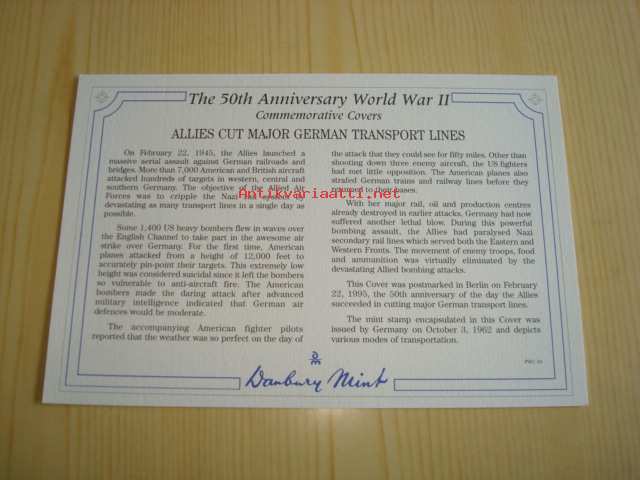 The 50th Anniversary World War II
Commemorative Covers
ALLIES CUT MAJOR GERMAN TRANSPORT LINES
On February 22, 1945, the Allies launched a
massive aerial assault against German railroads and
bridges. More than 7,000 American and British aircraft
attacked hundreds of targets in western, central and
southern Germany. The objective of the Allied Air
Forces was to cripple the Nazi rail system by
devastating as many transport lines in a single day as
possible.
Some 1,400 US heavy bombers flew in waves over
the English Channel to take part in the awesome air
strike over Germany. For the first time, American
planes attacked from a height of 12,000 feet to
accurately pin-point their targets. This extremely low
height was considered suicidal since it left the bombers
so vulnerable to anti-aircraft fire. The American
bombers made the daring attack after advanced
military intelligence indicated that German air
defences would be moderate.
The accompanying American fighter pilots
reported that the weather was so perfect on the day of
the attack that they could see for fifty miles. Other than
shooting down three enemy aircraft, the US fighters
had met little opposition. The American planes also
strafed German trains and railway lines before they
returned to their bases.
With her major rail, oil and production centres
already destroyed in earlier attacks, Germany had now
suffered another lethal blow. During this powerful
bombing assault, the Allies had paralysed Nazi
secondary rail lines which served both the Eastern and
Western Fronts. The movement of enemy troops, food
and ammunition was virtually eliminated by the
devastating Allied bombing attacks.
This Cover was postmarked in Berlin on February
22, 1995, the 50th anniversary of the day the Allies
succeeded in cutting major German transport lines.
The mint stamp encapsulated in this Cover was
issued by Germany on October 3, 1962 and depicts
various modes of transportation.
Danbury Mint
Antikvariaatti.net